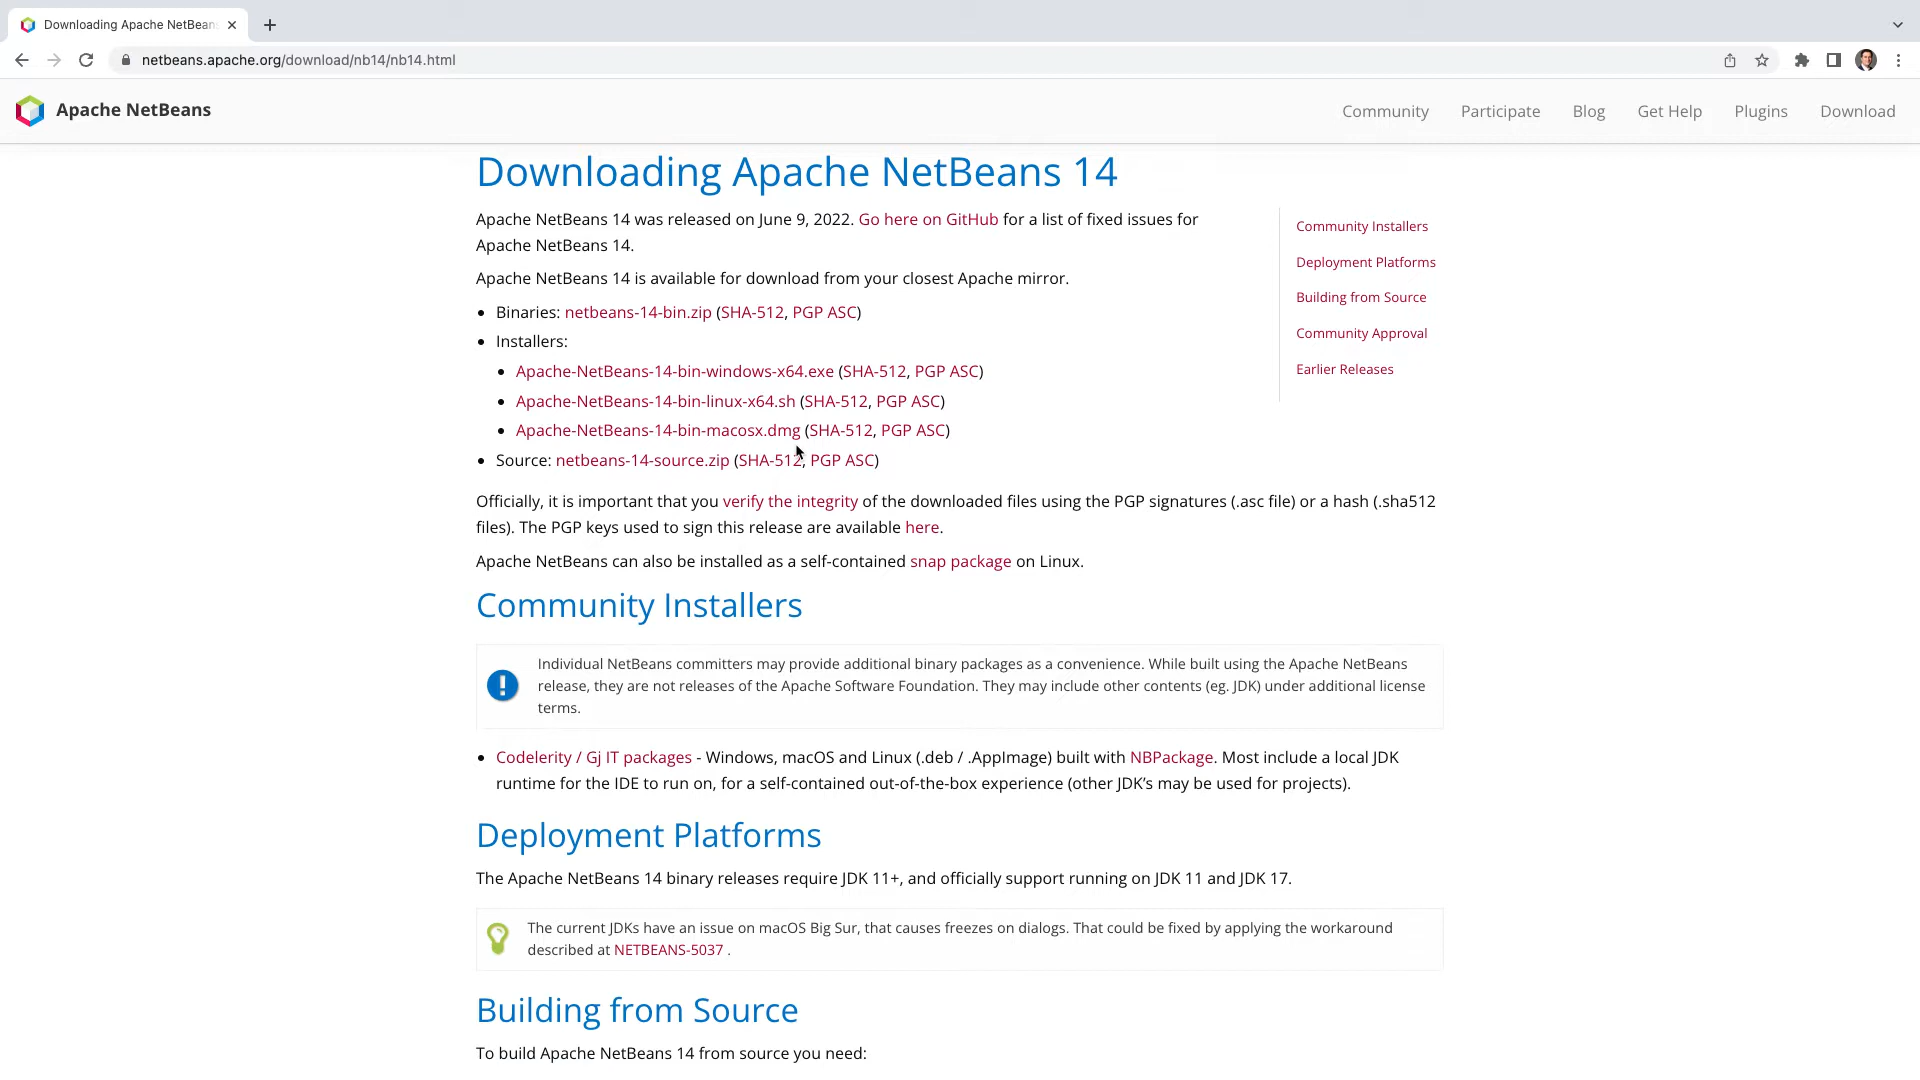 Downloading Apache NetBean
netbeans.apache.org/download/nb14/nb14.html
Apache NetBeans
Community
Participate
Blog
Get Help
Plugins
Download
Downloading Apache NetBeans 14
Apache NetBeans 14 was released on June 9, 2022. Go here on GitHub for a list of fixed issues for
Apache NetBeans 14.
Apache NetBeans 14 is available for download from your closest Apache mirror.
Binaries: netbeans-14-bin.zip (SHA-512, PGP ASC)
Installers:
Apache-NetBeans-14-bin-windows-x64.exe (SHA-512, PGP ASC)
Apache-NetBeans-14-bin-linux-x64.sh (SHA-512, PGP ASC)
Apache-NetBeans-14-bin-macosx.dmg (SHA-512, PGP ASC)
Source: netbeans-14-source.zip (SHA-512, PGP ASC)
Community Installers
Deployment Platforms
Building from Source
Community Approval
Earlier Releases
Officially, it is important that you verify the integrity of the downloaded files using the PGP signatures (.asc file) or a hash (.sha512
files). The PGP keys used to sign this release are available here.
Apache NetBeans can also be installed as a self-contained snap package on Linux.
Community Installers
Individual NetBeans committers may provide additional binary packages as a convenience. While built using the Apache NetBeans
release, they are not releases of the Apache Software Foundation. They may include other contents (eg. JDK) under additional license
terms.
Codelerity / Gj IT packages - Windows, macOS and Linux (.deb / .AppImage) built with NBPackage. Most include a local JDK
runtime for the IDE to run on, for a self-contained out-of-the-box experience (other JDK’s may be used for projects).
Deployment Platforms
The Apache NetBeans 14 binary releases require JDK 11+, and officially support running on JDK 11 and JDK 17.
The current JDKs have an issue on macOS Big Sur, that causes freezes on dialogs. That could be fixed by applying the workaround
described at NETBEANS-5037 .
Building from Source
To build Apache NetBeans 14 from source you need: